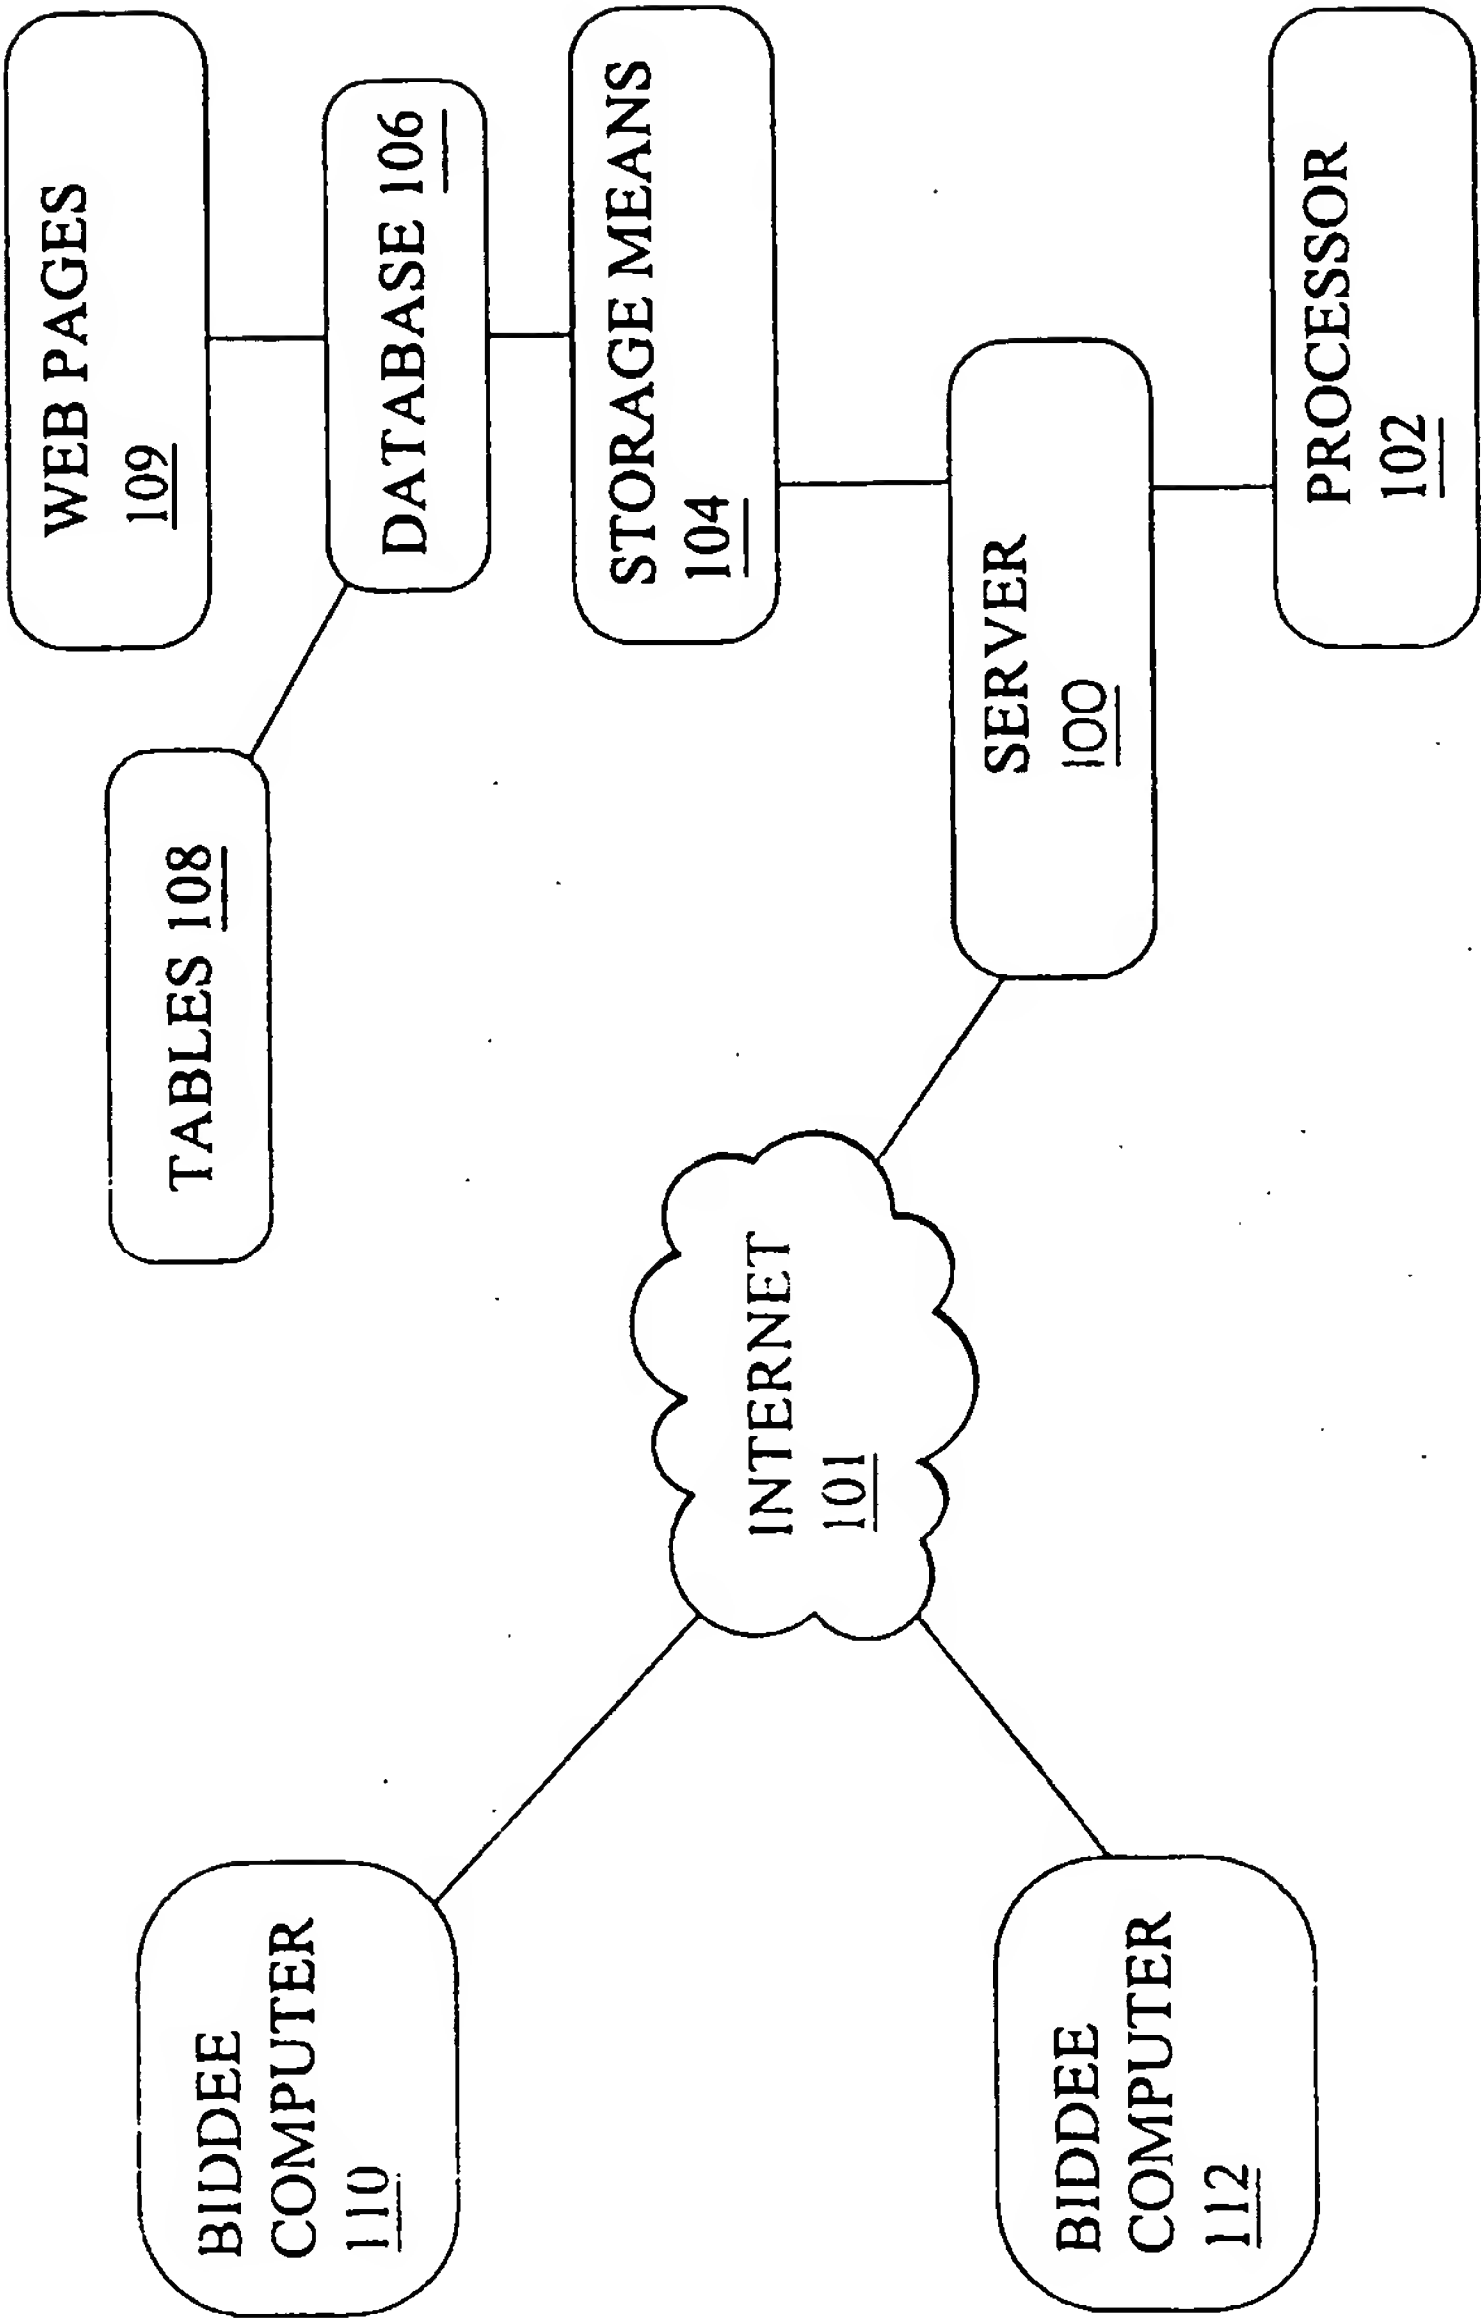 WEB PAGES
109
TABLES 108
DATABASE 106
STORAGE MEANS
104
BIDDEE
COMPUTER
110
INTERNET
101
SERVER
100
BIDDEE
COMPUTER
112
PROCESSOR
102